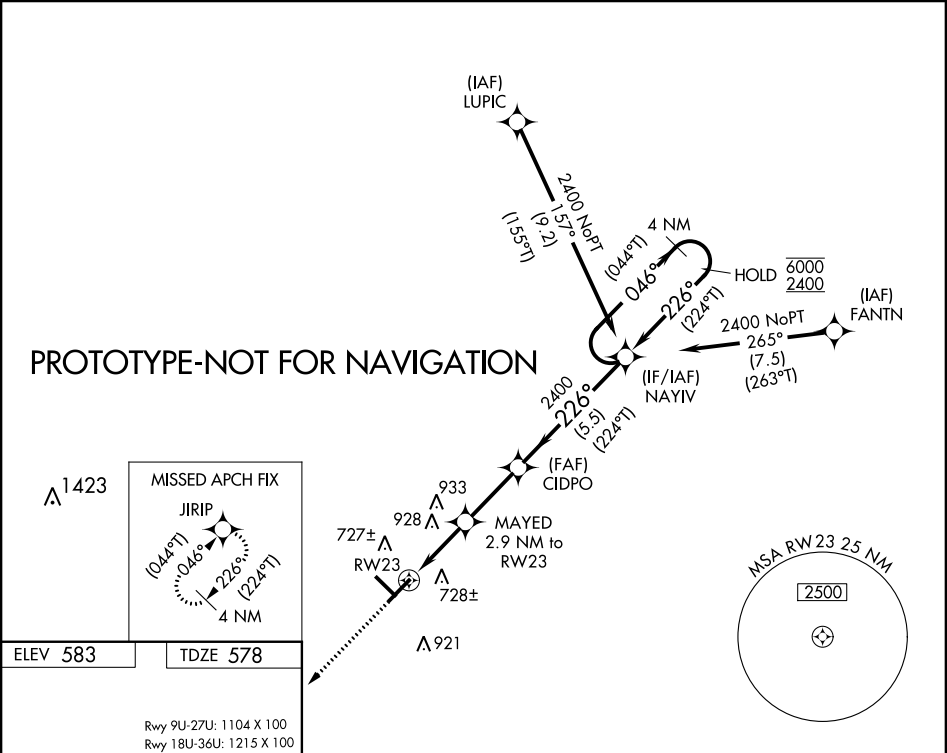 (IAF)
LUPIC
2400 NoPT
157°
(9.2)
(155°T)
4 NM
(044°T)
046°
226°
(224°T)
HOLD 6000
2400
(IAF)
FANTN
2400 NoPT
265°
(7.5)
(263°T)
PROTOTYPE-NOT FOR NAVIGATION
(IF/IAF)
NAYIV
2400
226°
(5.5)
(224°T)
(FAF)
CIDPO
1423
MISSED APCH FIX
JIRIP
(044°T)
046°
226°
(224°T)
4 NM
933
928
MAYED
2.9 NM to
RW23
727±
RW23
728±
921
MSA RW23 25 NM
2500
ELEV 583
TDZE 578
Rwy 9U-27U: 1104 X 100
Rwy 18U-36U: 1215 X 100